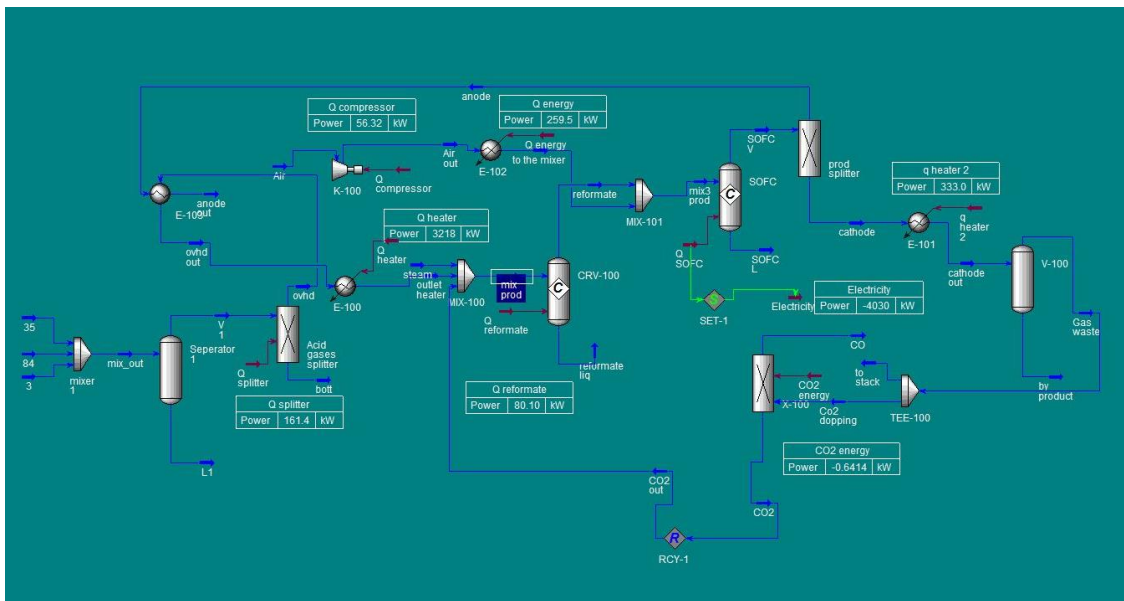 anode
Q compressor
Power 56.32 kW
Q energy
Power 259.5 kW
Air
Air
out
Q energy
to the mixer
E-102
K-100
Q
compressor
SOFC
V
prod
splitter
q heater 2
Power 333.0 kW
E-103
anode
out
Q heater
Power 3218 kW
reformate
MIX-101
mix3
prod
SOFC
q
heater
2
cathode
E-101
ovhd
out
Q
heater
steam
outlet
heater
MIX-100
mix
prod
CRV-100
Q
SOFC
SOFC
L
cathode
out
V-100
ovhd
E-100
Electricity
Power -4030 kW
Electricity
SET-1
35
84
3
mixer
1
mix_out
V
1
Seperator
1
Acid
gases
splitter
Q
reformate
reformate
liq
CO
Gas
waste
Q
splitter
bott
Q reformate
Power 80.10 kW
to
stack
CO2
energy
X-100
Co2
dopping
TEE-100
by
product
Q splitter
Power 161.4 kW
CO2 energy
Power -0.6414 kW
L1
CO2
out
CO2
R
RCY-1